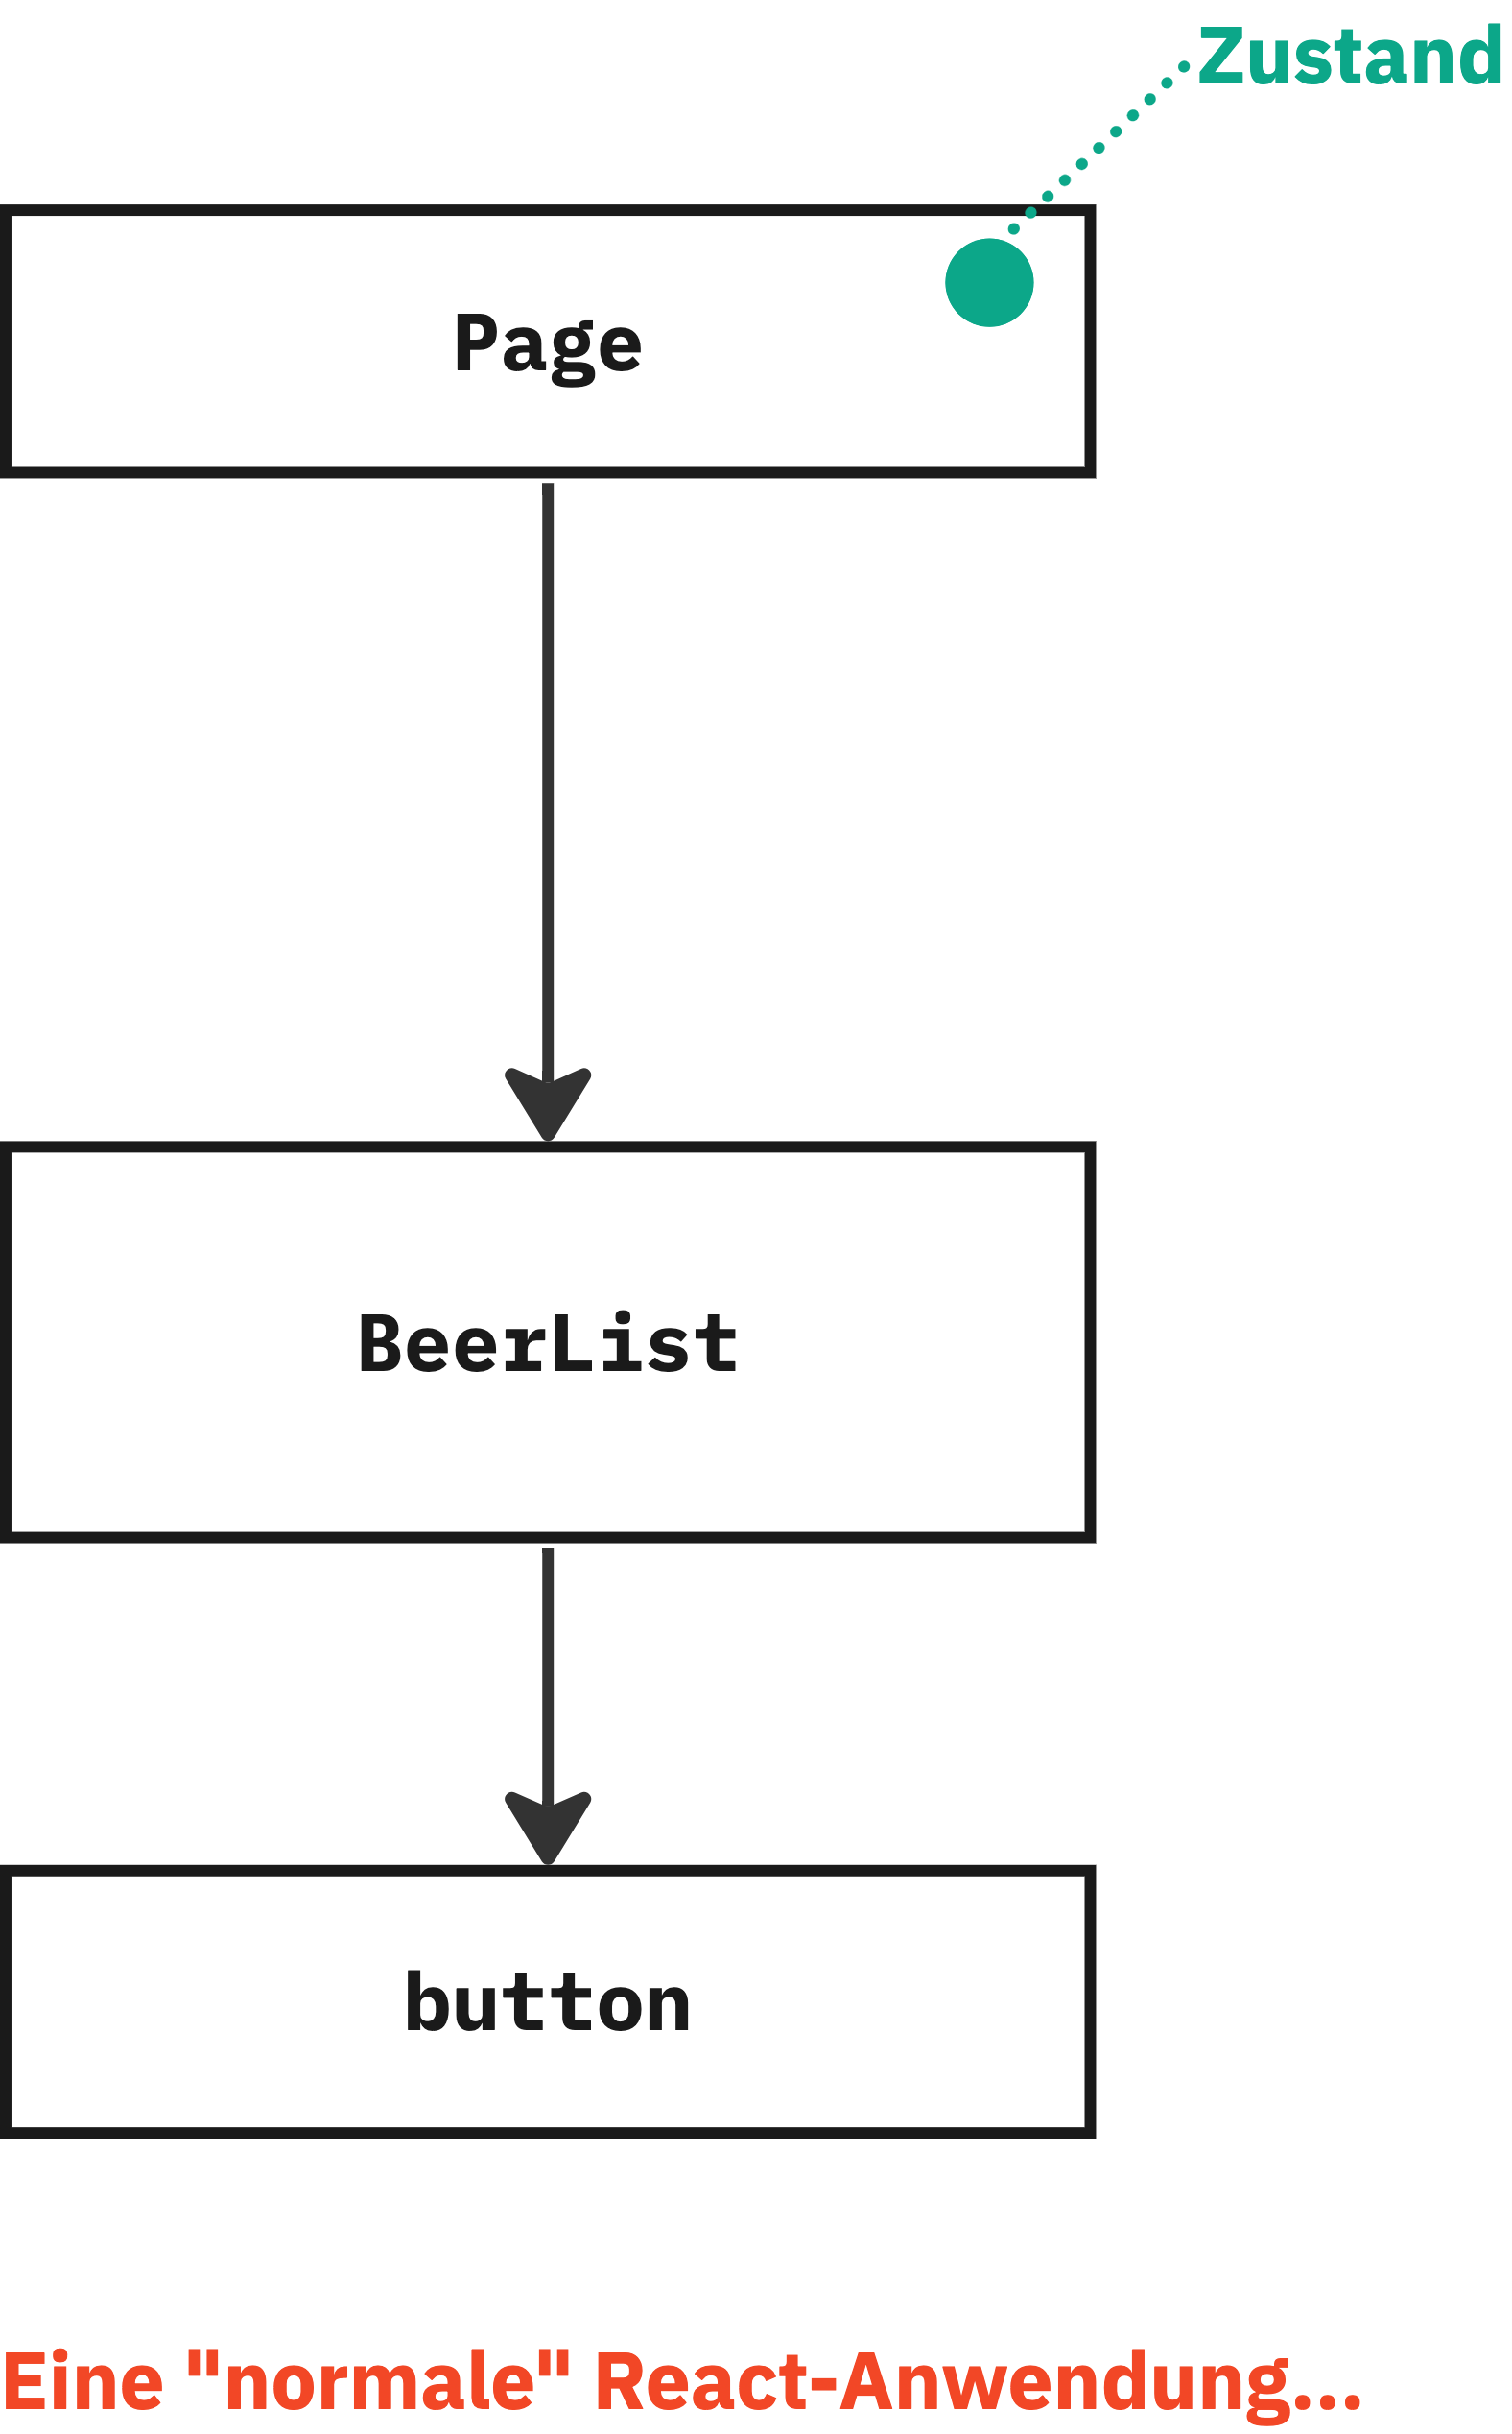 Zustand
Page
BeerList
button
Eine "normale" React-Anwendung...